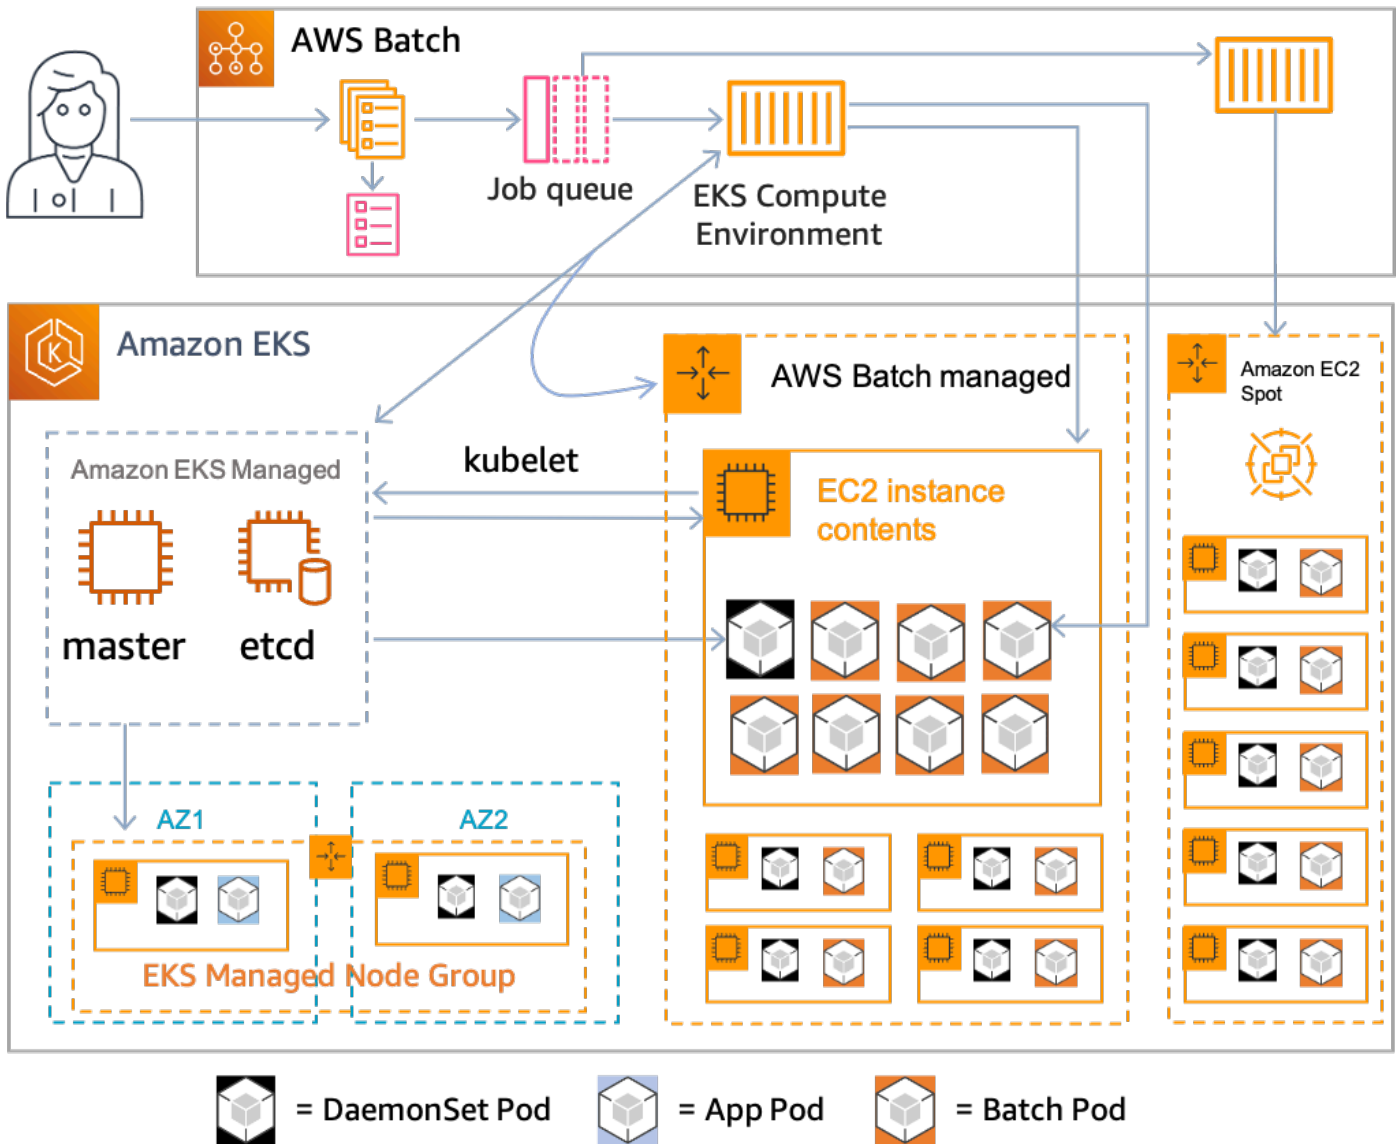 AWS Batch
Job queue
EKS Compute
Environment
Amazon EKS
AWS Batch managed
Amazon EC2
Spot
Amazon EKS Managed
kubelet
EC2 instance
contents
master
etcd
AZ1
AZ2
EKS Managed Node Group
= DaemonSet Pod
= App Pod
= Batch Pod